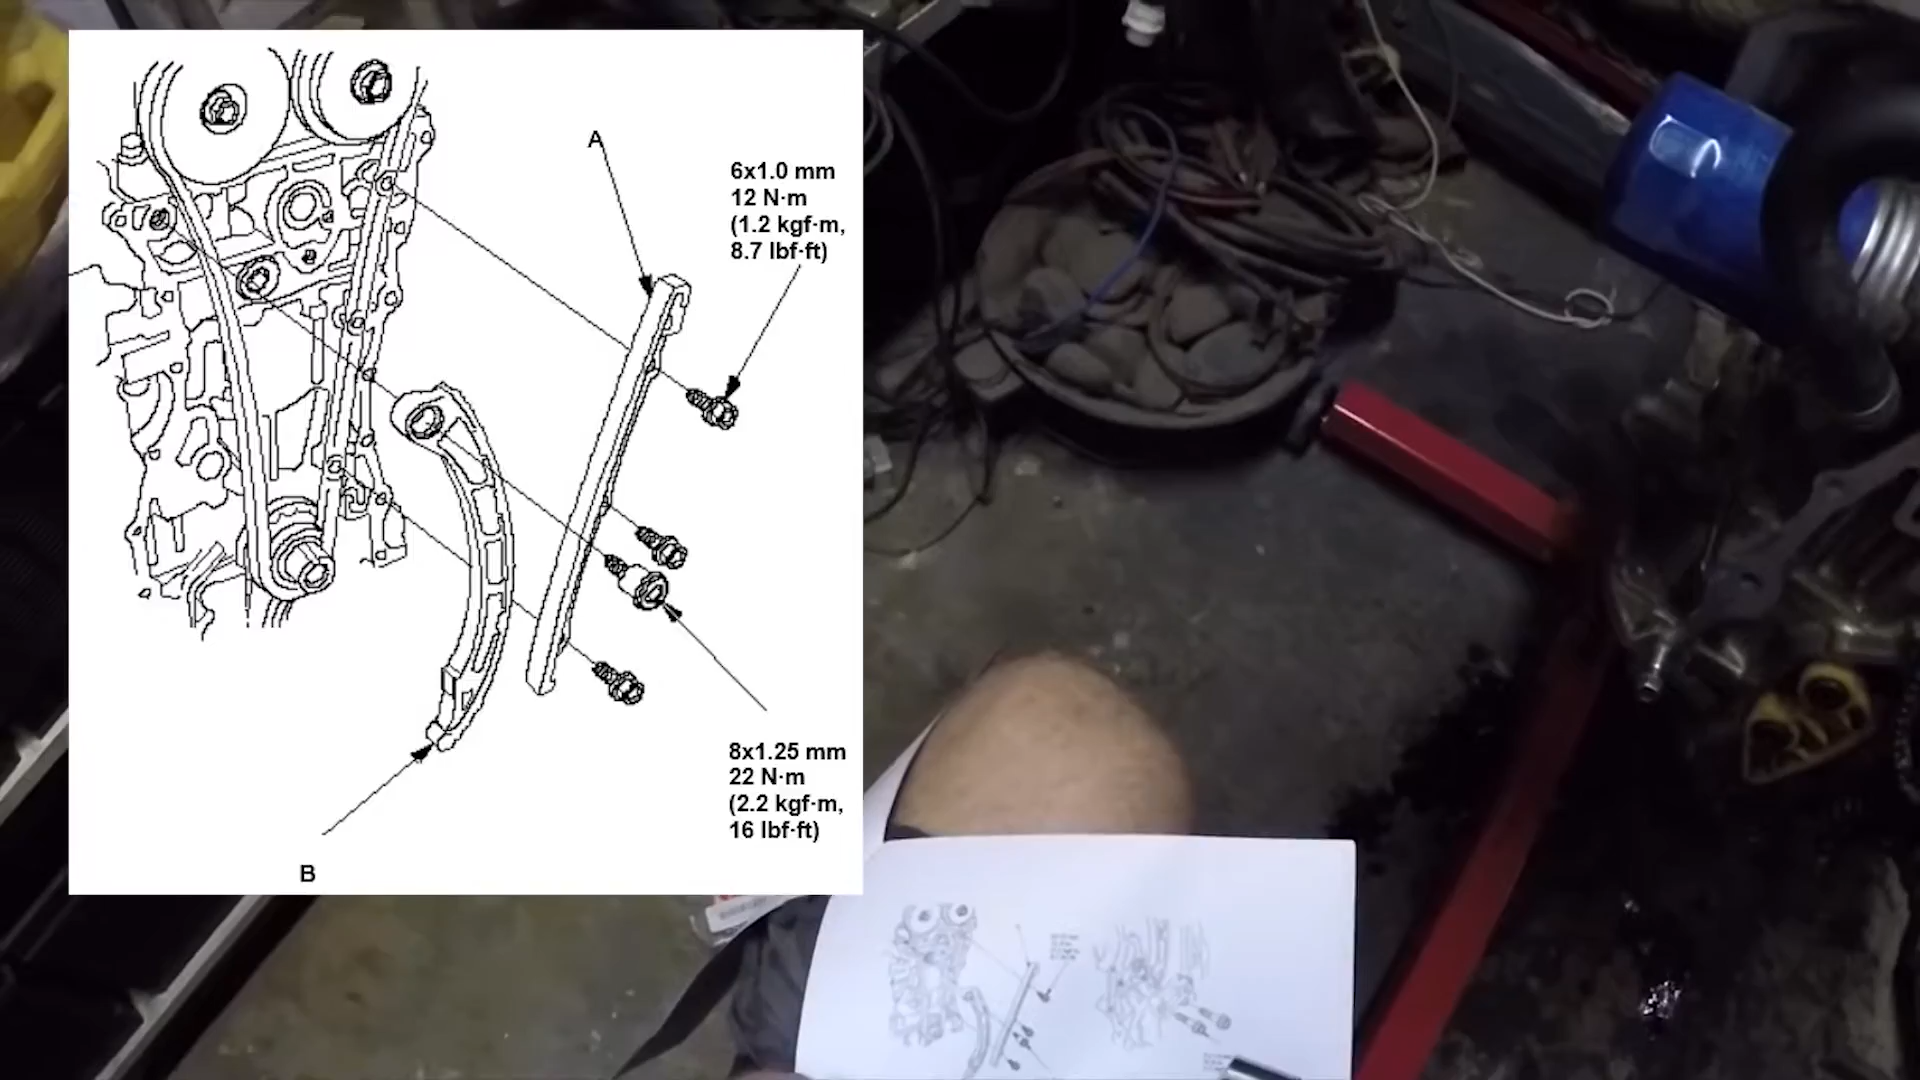 A
6x1.0 mm
12 N·m
(1.2 kgf·m,
8.7 lbf·ft)
8x1.25 mm
22 N·m
(2.2 kgf·m,
16 lbf·ft)
B